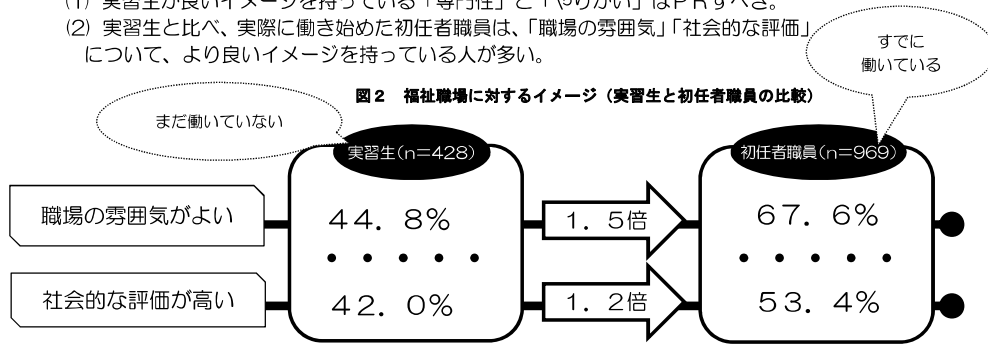 (1) 実習生が良いイメージを持っている「専門性」と「やりがい」はPRすべき。
(2) 実習生と比べ、実際に働き始めた初任者職員は、「職場の雰囲気」「社会的な評価」
について、より良いイメージを持っている人が多い。
すでに
働いている
図2 福祉職場に対するイメージ(実習生と初任者職員の比較)
まだ働いていない
実習生(n=428)
初任者職員(n=969)
職場の雰囲気がよい
44.8%
1.5倍
67.6%
社会的な評価が高い
42.0%
1.2倍
53.4%